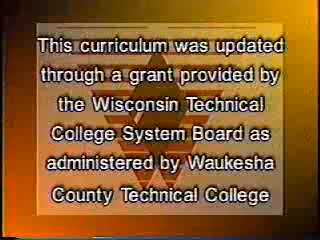 This curriculum was updated
through a grant provided by
the Wisconsin Technical
College System Board as
administered by Waukesha
County Technical College